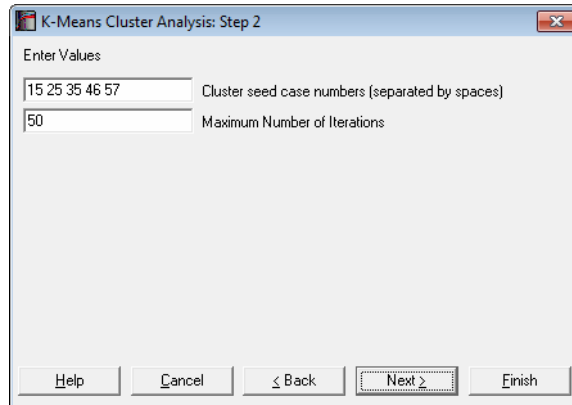 K-Means Cluster Analysis: Step 2
Enter Values
15 25 35 46 57 Cluster seed case numbers (separated by spaces)
50 Maximum Number of Iterations
Help Cancel < Back Next > Finish